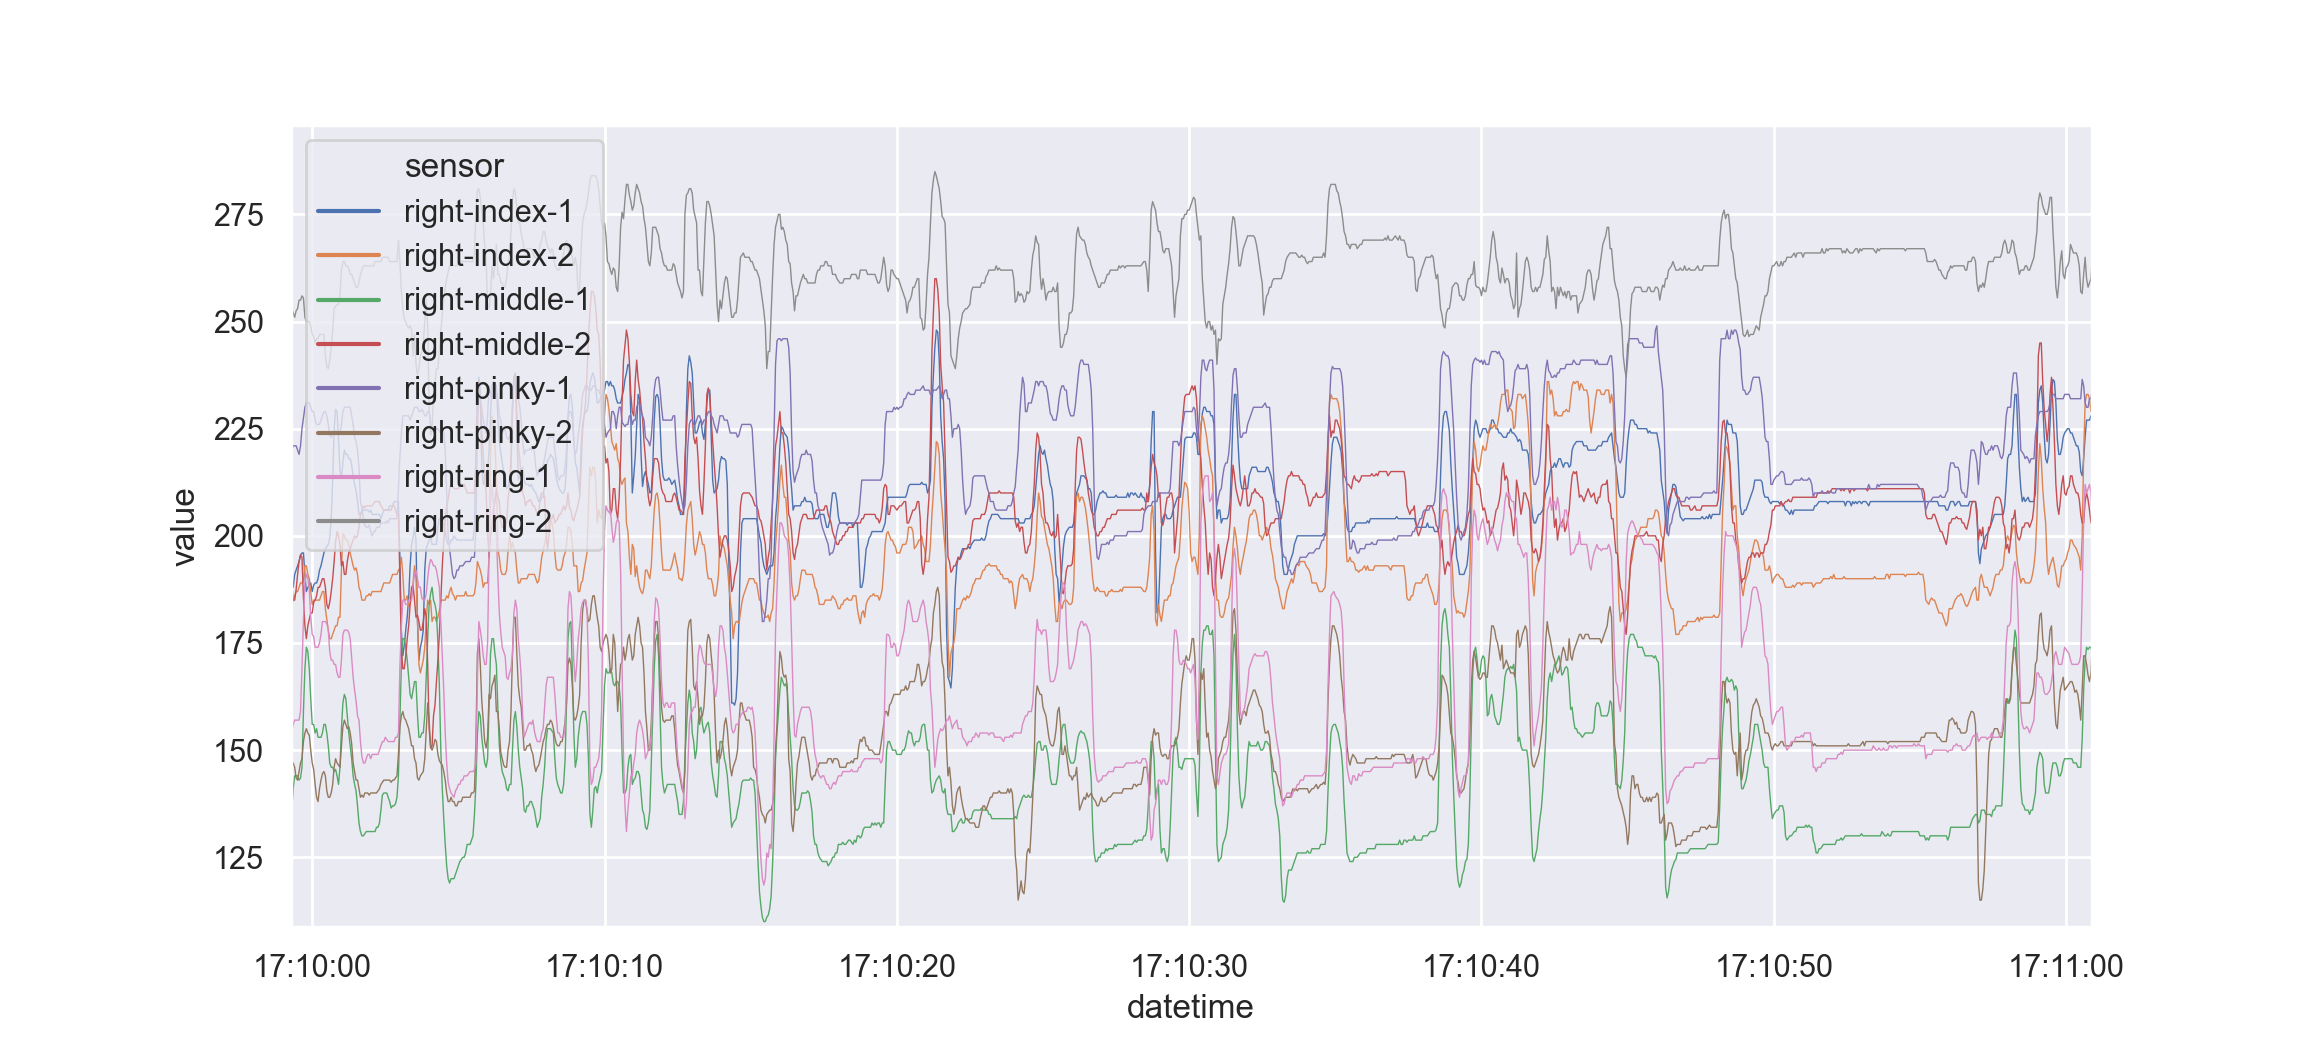 sensor
right-index-1
right-index-2
right-middle-1
right-middle-2
right-pinky-1
right-pinky-2
right-ring-1
right-ring-2
value
275
250
225
200
175
150
125
17:10:00 17:10:10 17:10:20 17:10:30 17:10:40 17:10:50 17:11:00
datetime